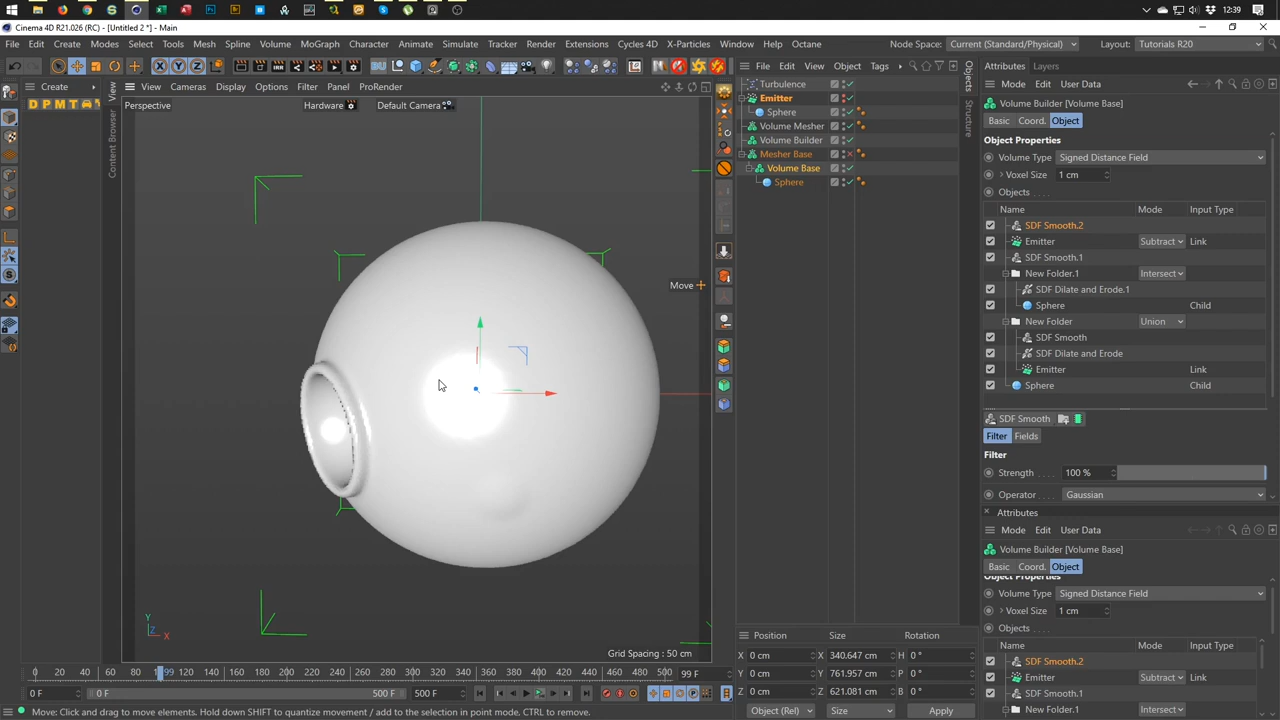 12:39
Cinema 4D R21.026 (RC) - [Untitled 2 *] - Main
File Edit Create Modes Select Tools Mesh Spline Volume MoGraph Character Animate Simulate Tracker Render Extensions Cycles 4D X-Particles Window Help Octane
Node Space: Current (Standard/Physical) Layout: Tutorials R20
Create View Cameras Display Options Filter Panel ProRender
File Edit View Object Tags
Attributes Layers
Mode Edit User Data
D P M T
Perspective Hardware Default Camera
View
Content Browser
Objects
Structure
Turbulence
Emitter
Sphere
Volume Mesher
Volume Builder
Mesher Base
Volume Base
Sphere
Volume Builder [Volume Base]
Basic Coord. Object
Object Properties
Volume Type Signed Distance Field
Voxel Size 1 cm
Objects
Name Mode Input Type
SDF Smooth.2
Emitter Subtract Link
SDF Smooth.1
New Folder.1 Intersect
SDF Dilate and Erode.1
Sphere Child
New Folder Union
SDF Smooth
SDF Dilate and Erode
Emitter Link
Sphere Child
SDF Smooth
Filter Fields
Filter
Strength 100 %
Operator Gaussian
Attributes
Mode Edit User Data
Volume Builder [Volume Base]
Basic Coord. Object
Object Properties
Volume Type Signed Distance Field
Voxel Size 1 cm
Objects
Name Mode Input Type
SDF Smooth.2
Emitter Subtract Link
SDF Smooth.1
New Folder.1 Intersect
Move
Y
Z X
Grid Spacing : 50 cm
0 20 40 60 80 99 120 140 160 180 200 220 240 260 280 300 320 340 360 380 400 420 440 460 480 500 99 F
0 F 0 F 500 F 500 F
Position Size Rotation
X 0 cm X 340.647 cm H 0 °
Y 0 cm Y 761.957 cm P 0 °
Z 0 cm Z 621.081 cm B 0 °
Object (Rel) Size Apply
Move: Click and drag to move elements. Hold down SHIFT to quantize movement / add to the selection in point mode, CTRL to remove.